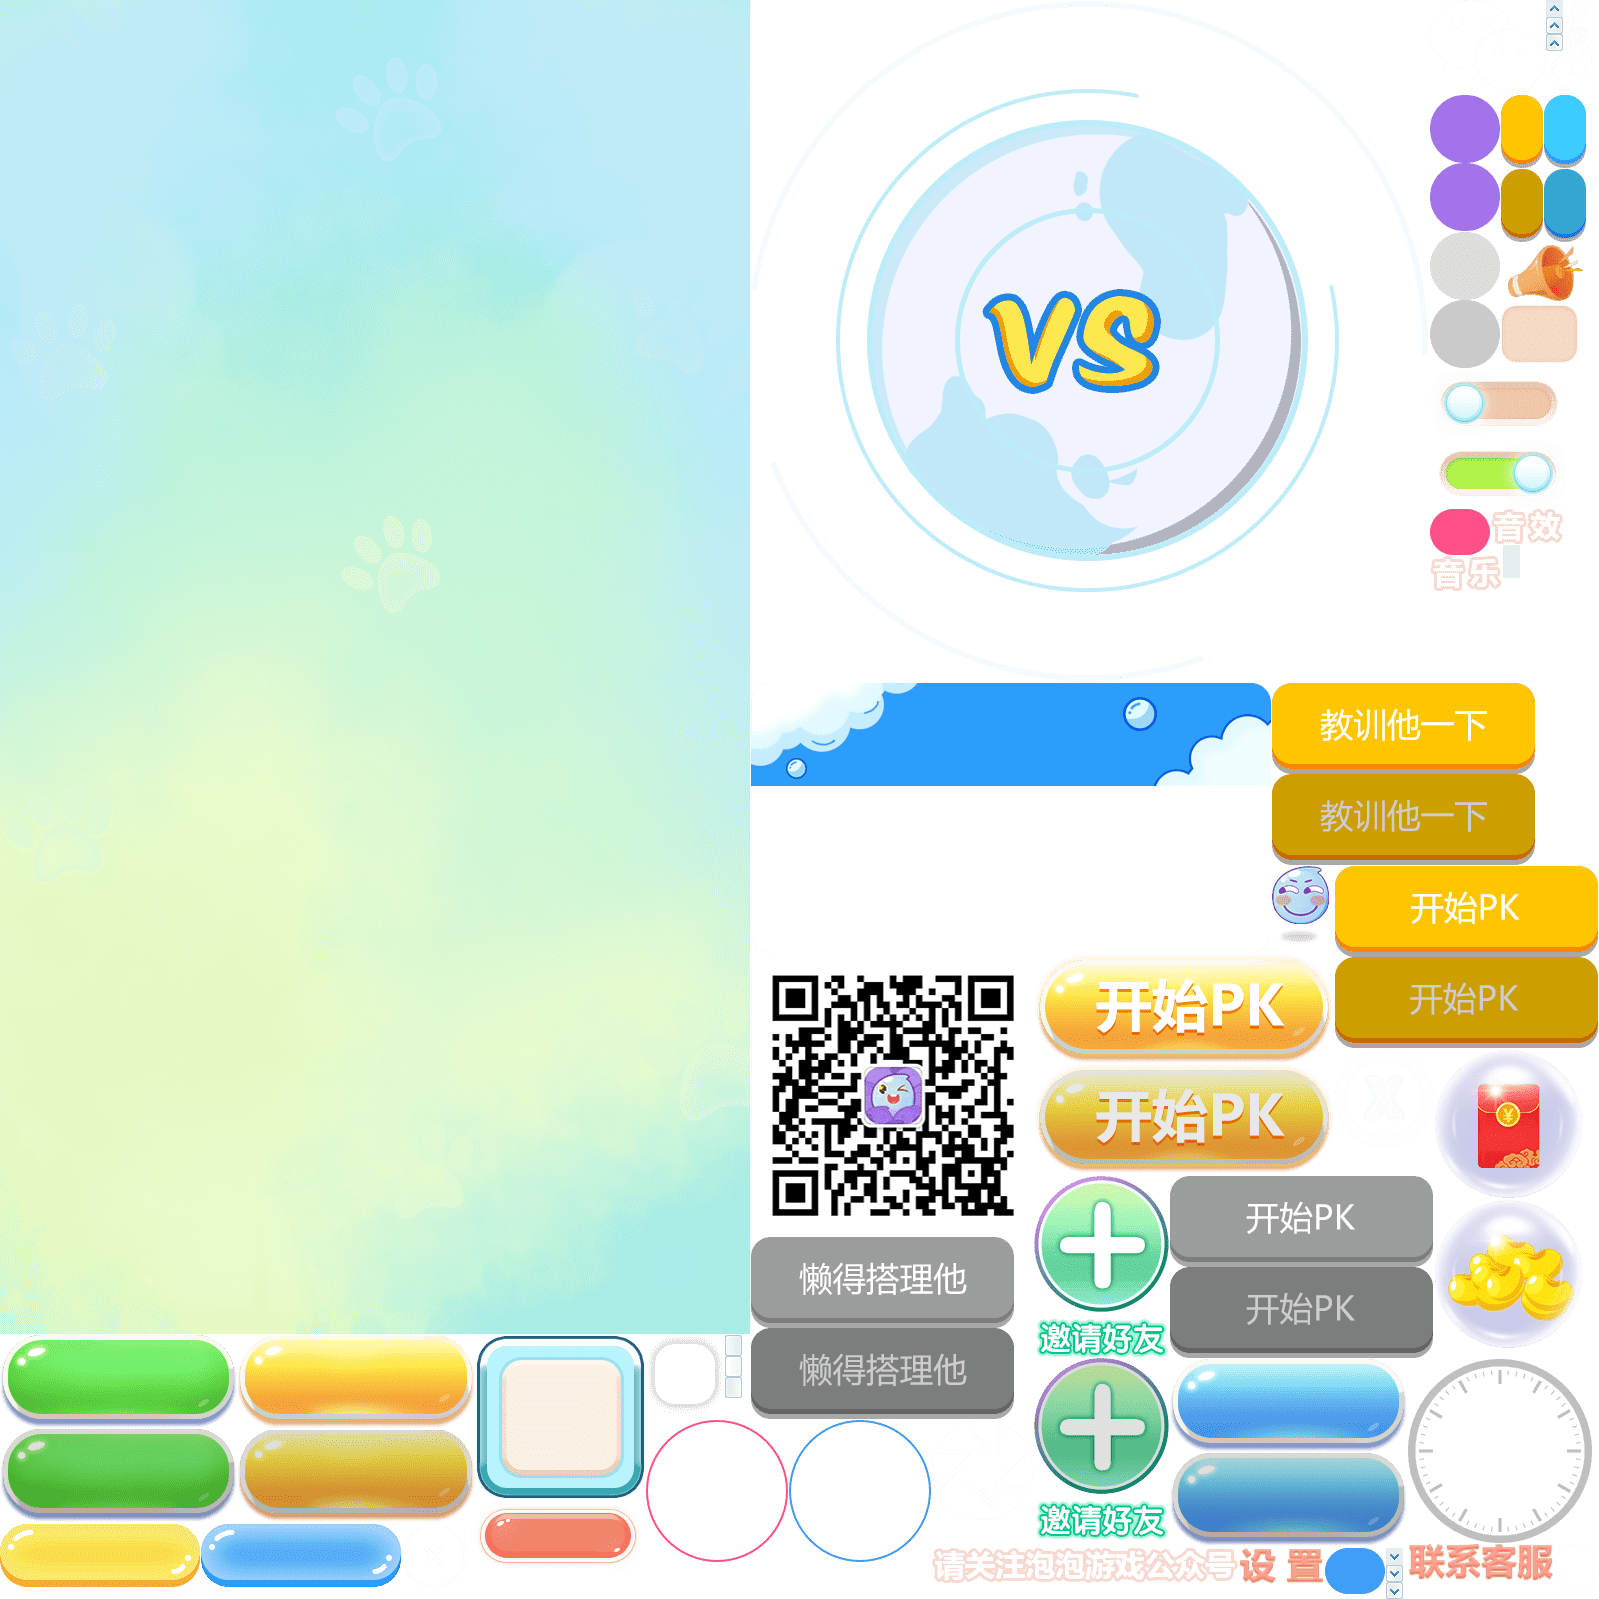 VS
音效
音乐
教训他一下
教训他一下
开始PK
开始PK
开始PK
开始PK
X
开始PK
开始PK
懒得搭理他
懒得搭理他
邀请好友
邀请好友
请关注泡泡游戏公众号
设置
联系客服